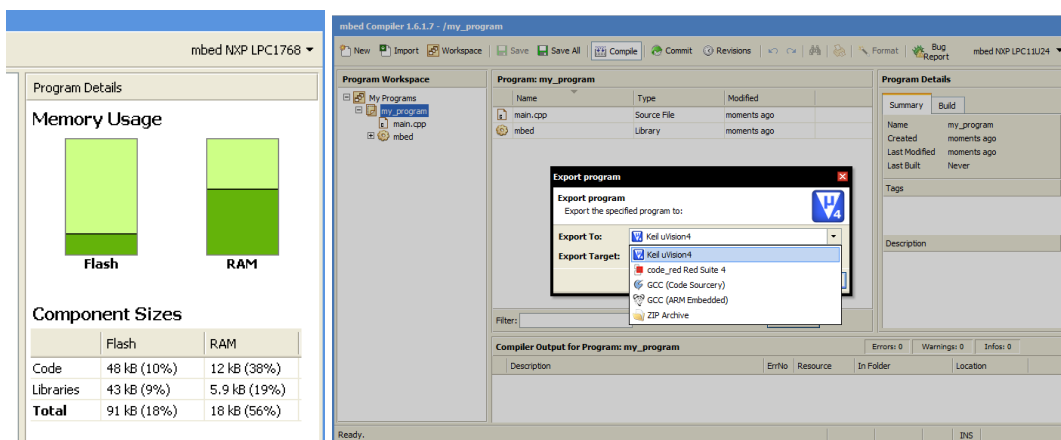 mbed NXP LPC1768
Program Details
Memory Usage
Flash
RAM
Component Sizes
Flash RAM
Code 48 kB (10%) 12 kB (38%)
Libraries 43 kB (9%) 5.9 kB (19%)
Total 91 kB (18%) 18 kB (56%)
mbed Compiler 1.6.1.7 - /my_program
New Import Workspace Save Save All Compile Commit Revisions Format Bug Report mbed NXP LPC11U24
Program Workspace
My Programs
my_program
main.cpp
mbed
Program: my_program
Name Type Modified
main.cpp Source File moments ago
mbed Library moments ago
Export program
Export program
Export the specified program to:
µ4
Export To: Keil uVision4
Export Target:
Keil uVision4
code_red Red Suite 4
GCC (Code Sourcery)
GCC (ARM Embedded)
ZIP Archive
Filter:
Program Details
Summary Build
Name my_program
Created moments ago
Last Modified moments ago
Last Built Never
Tags
Description
Compiler Output for Program: my_program Errors: 0 Warnings: 0 Infos: 0
Description ErrNo Resource In Folder Location
Ready. INS